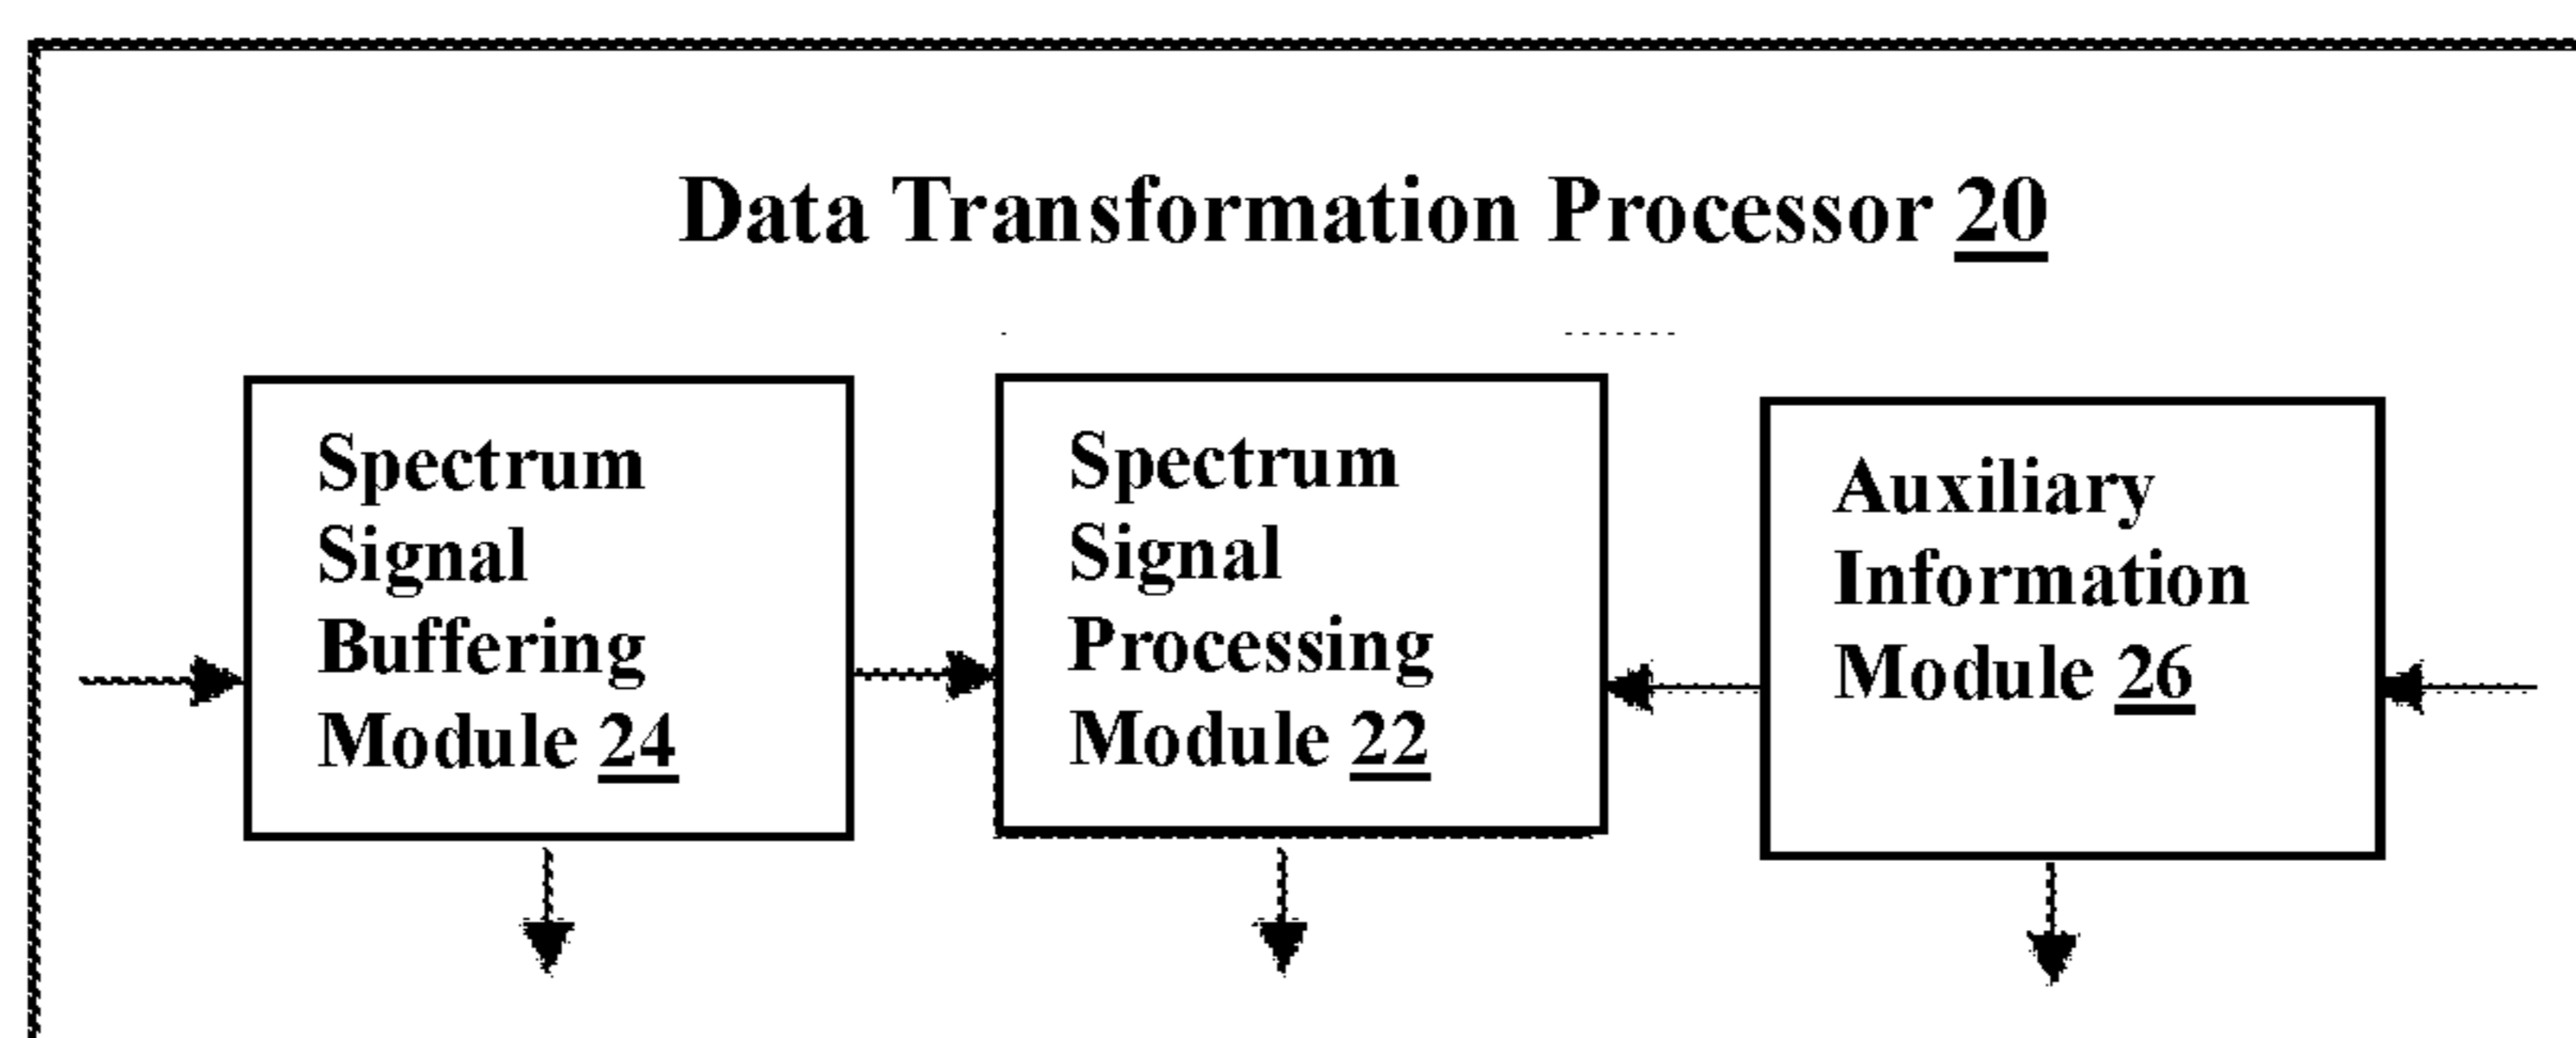 Data Transformation Processor 20
Spectrum
Signal
Buffering
Module 24
Spectrum
Signal
Processing
Module 22
Auxiliary
Information
Module 26